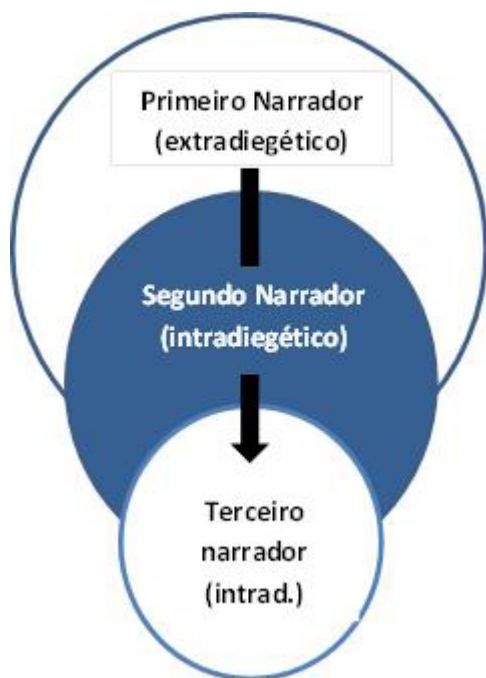 Primeiro Narrador
(extradiegético)
Segundo Narrador
(intradiegético)
Terceiro
narrador
(intrad.)